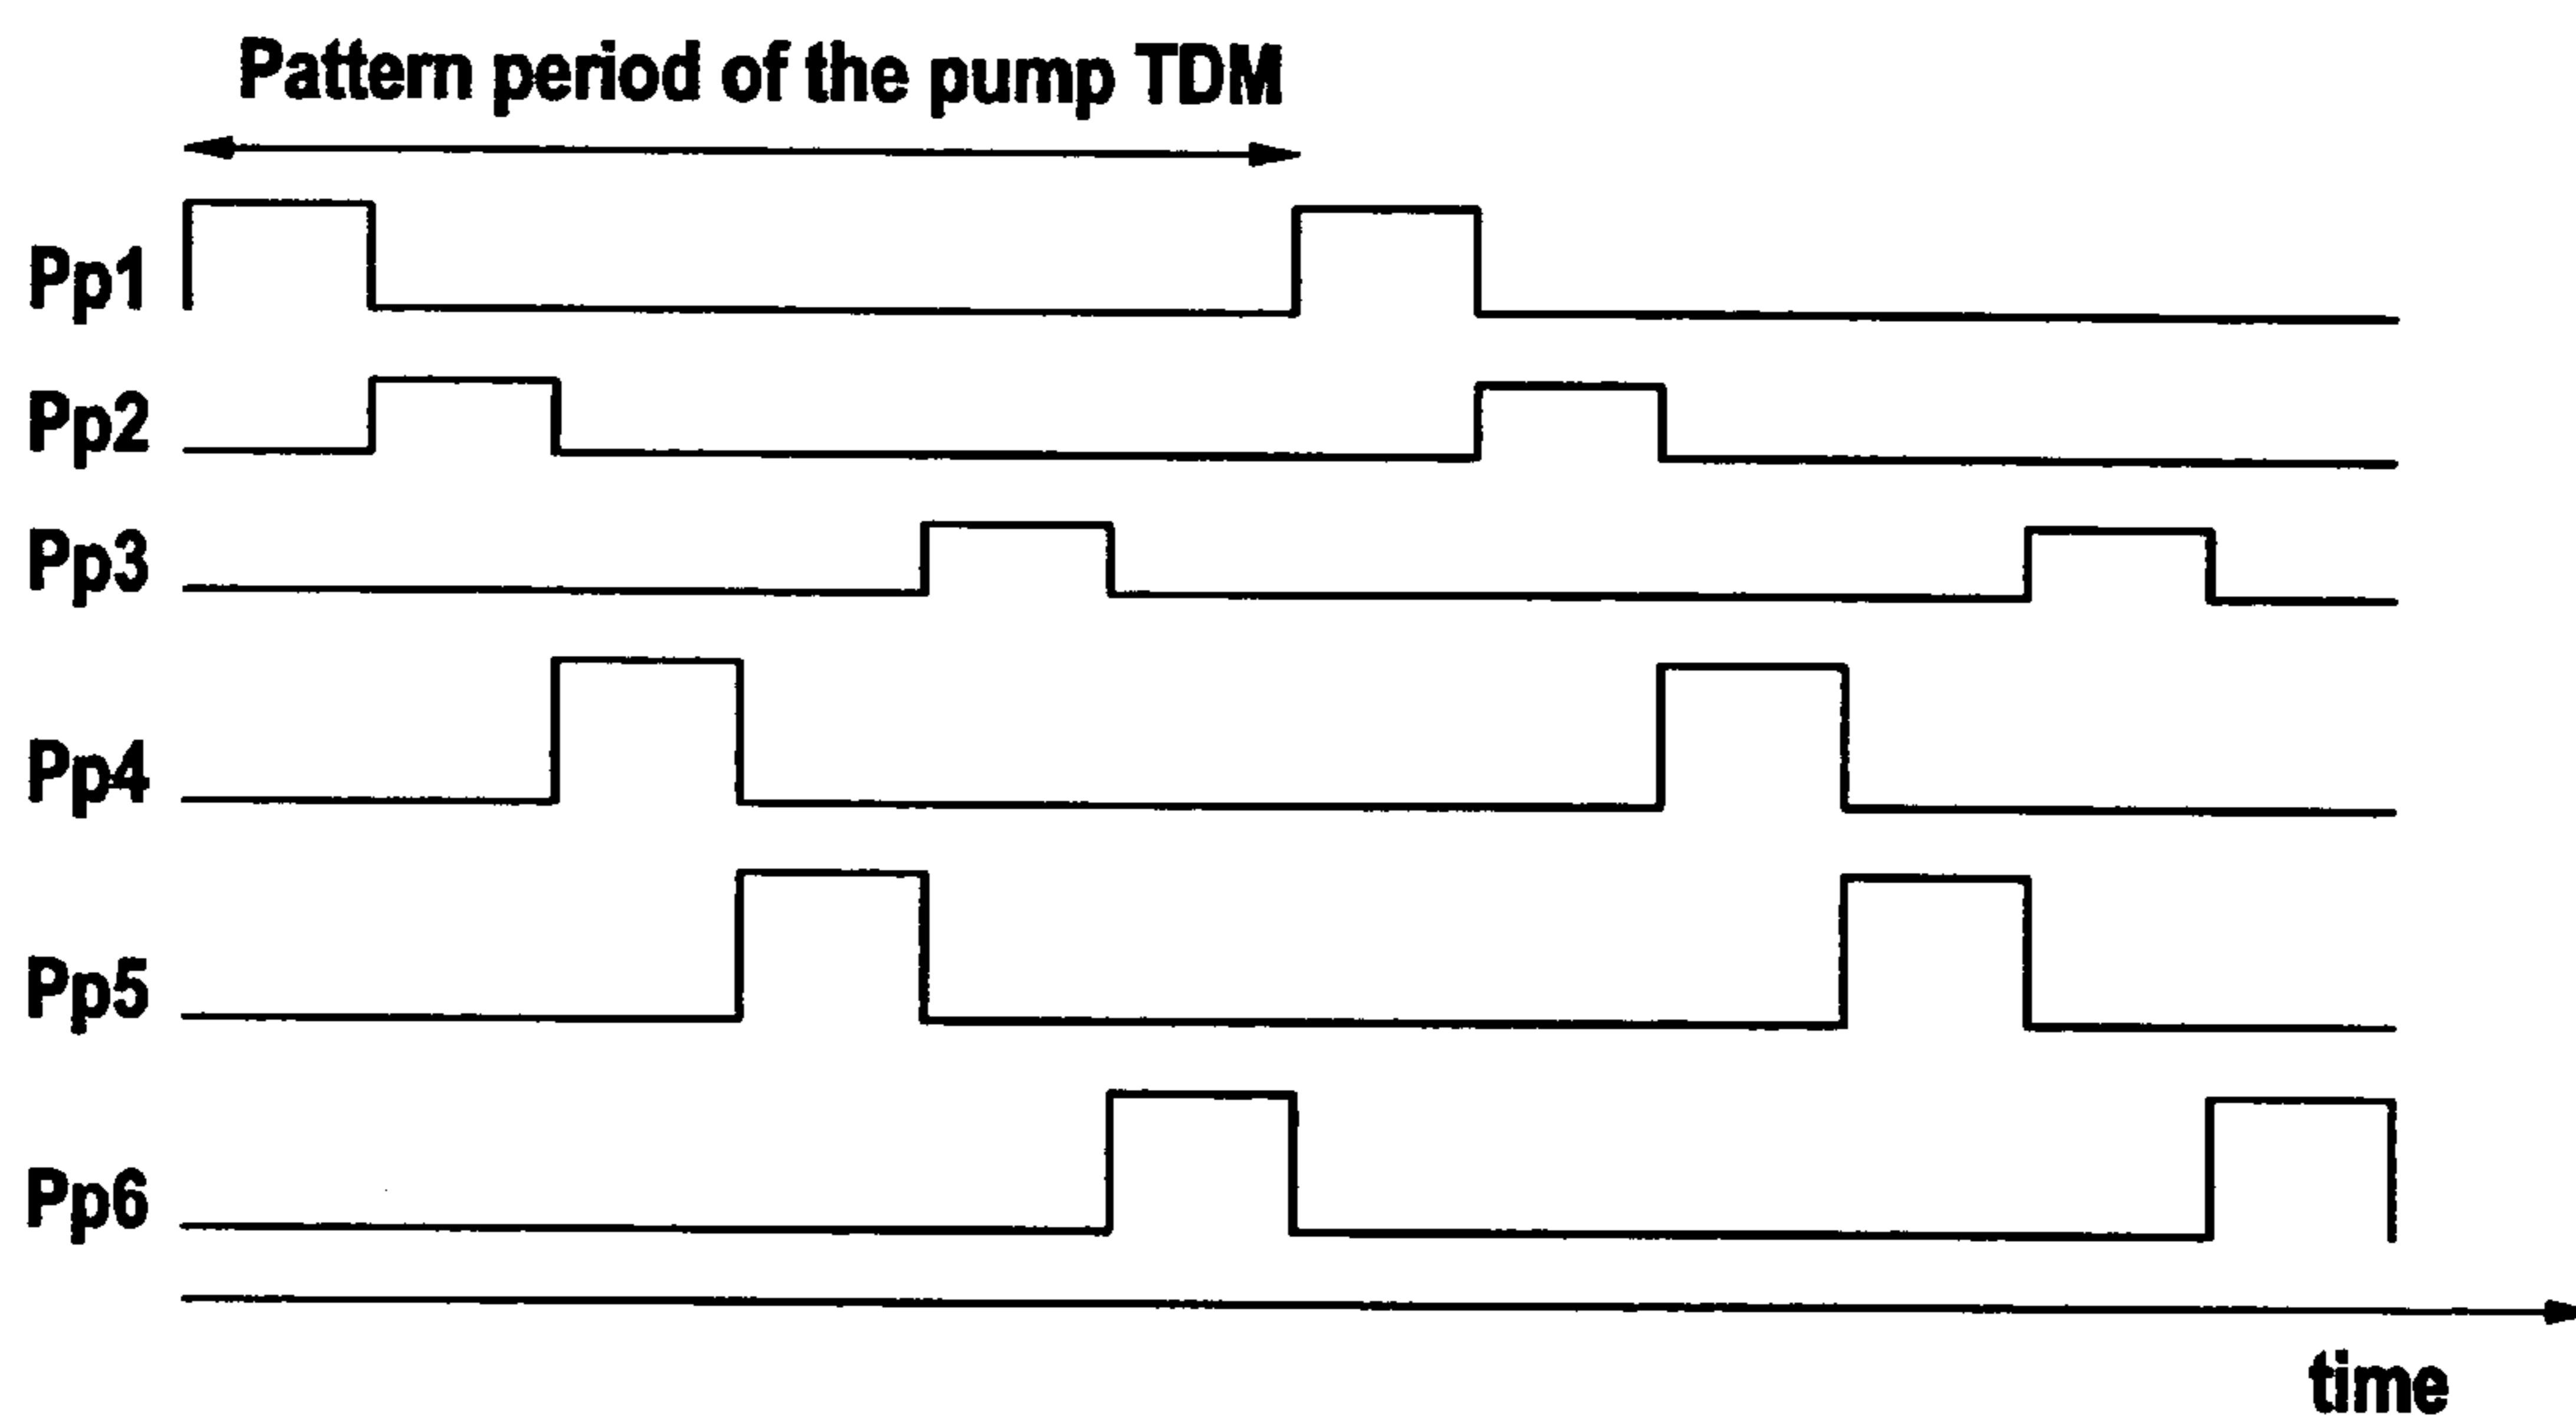 Pattern period of the pump TDM
Pp1
Pp2
Pp3
Pp4
Pp5
Pp6
time